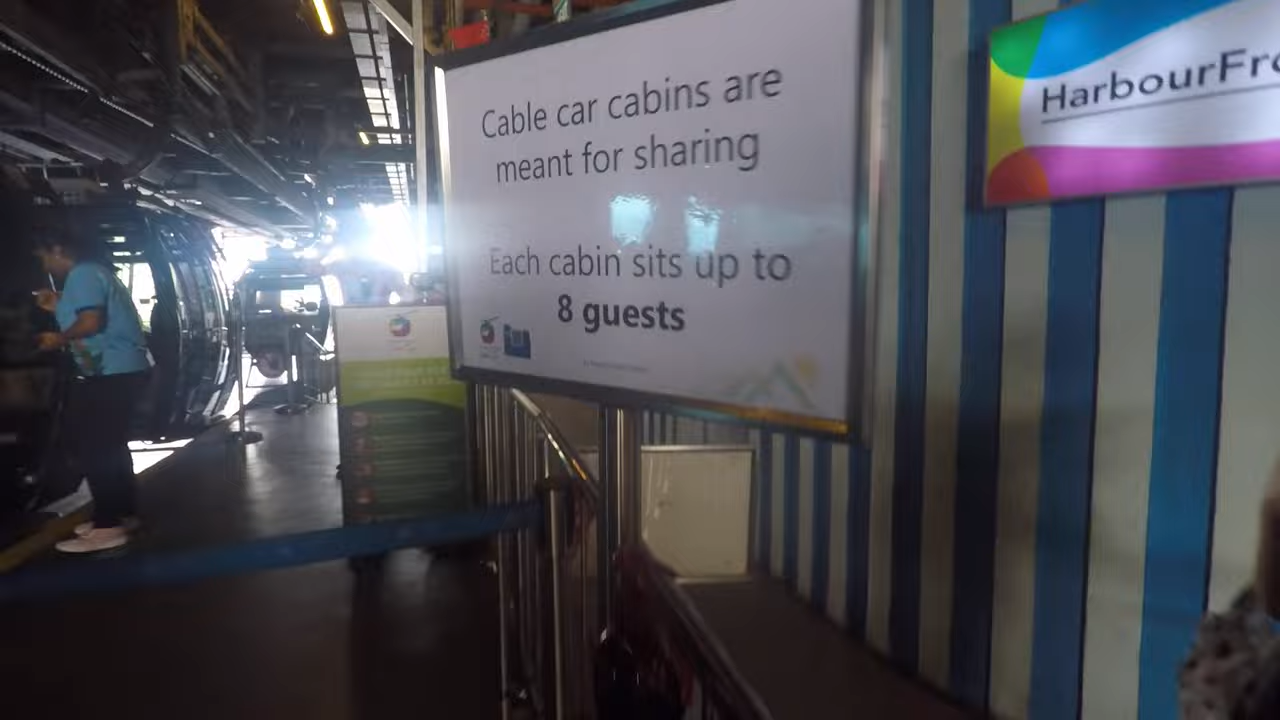 Cable car cabins are
meant for sharing
Each cabin sits up to
8 guests
HarbourFro